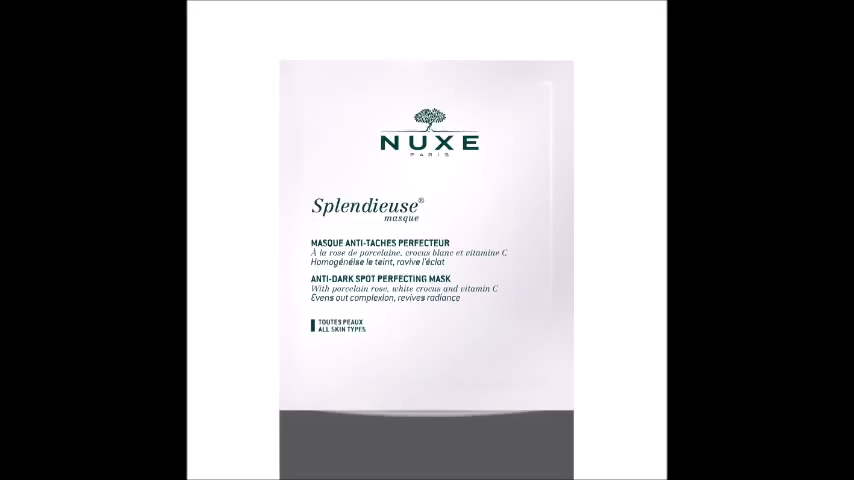 NUXE
PARIS
Splendieuse®
masque
MASQUE ANTI-TACHES PERFECTEUR
À la rose de porcelaine, crocus blanc et vitamine C
Homogénéise le teint, ravive l'éclat
ANTI-DARK SPOT PERFECTING MASK
With porcelain rose, white crocus and vitamin C
Evens out complexion, revives radiance
TOUTES PEAUX
ALL SKIN TYPES